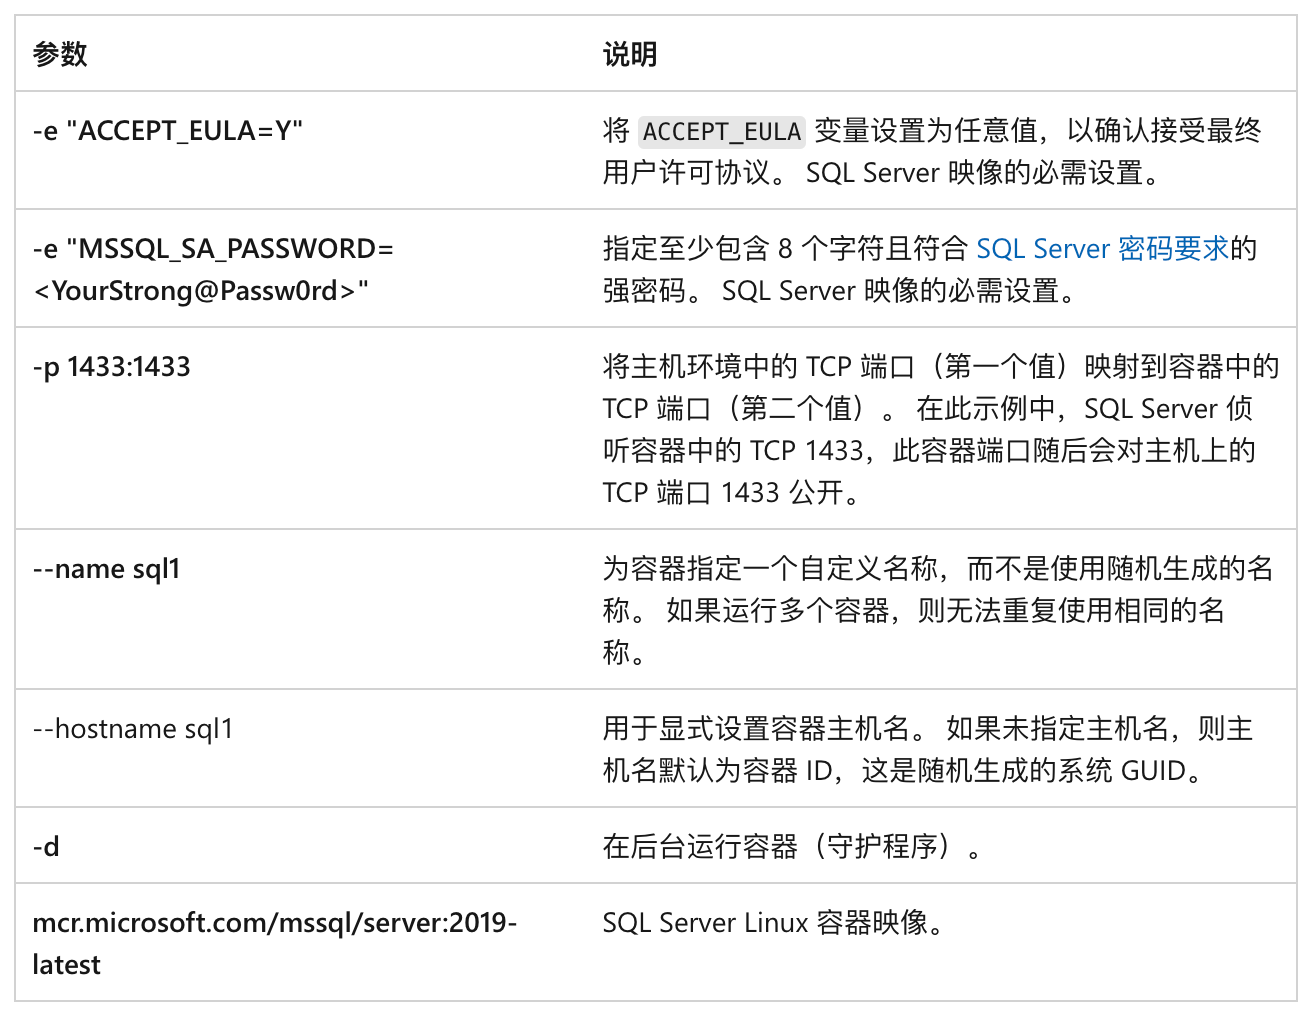 参数
说明
-e "ACCEPT_EULA=Y"
将 ACCEPT_EULA 变量设置为任意值，以确认接受最终
用户许可协议。 SQL Server 映像的必需设置。
-e "MSSQL_SA_PASSWORD=
<YourStrong@Passw0rd>"
指定至少包含 8 个字符且符合 SQL Server 密码要求的
强密码。 SQL Server 映像的必需设置。
-p 1433:1433
将主机环境中的 TCP 端口（第一个值）映射到容器中的
TCP 端口（第二个值）。 在此示例中，SQL Server 侦
听容器中的 TCP 1433，此容器端口随后会对主机上的
TCP 端口 1433 公开。
--name sql1
为容器指定一个自定义名称，而不是使用随机生成的名
称。 如果运行多个容器，则无法重复使用相同的名
称。
--hostname sql1
用于显式设置容器主机名。 如果未指定主机名，则主
机名默认为容器 ID，这是随机生成的系统 GUID。
-d
在后台运行容器（守护程序）。
mcr.microsoft.com/mssql/server:2019-
latest
SQL Server Linux 容器映像。